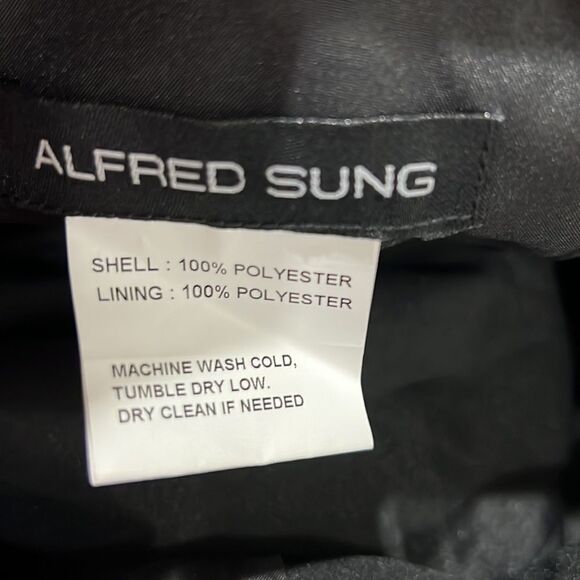 ALFRED SUNG
SHELL : 100% POLYESTER
LINING : 100% POLYESTER
MACHINE WASH COLD,
TUMBLE DRY LOW.
DRY CLEAN IF NEEDED